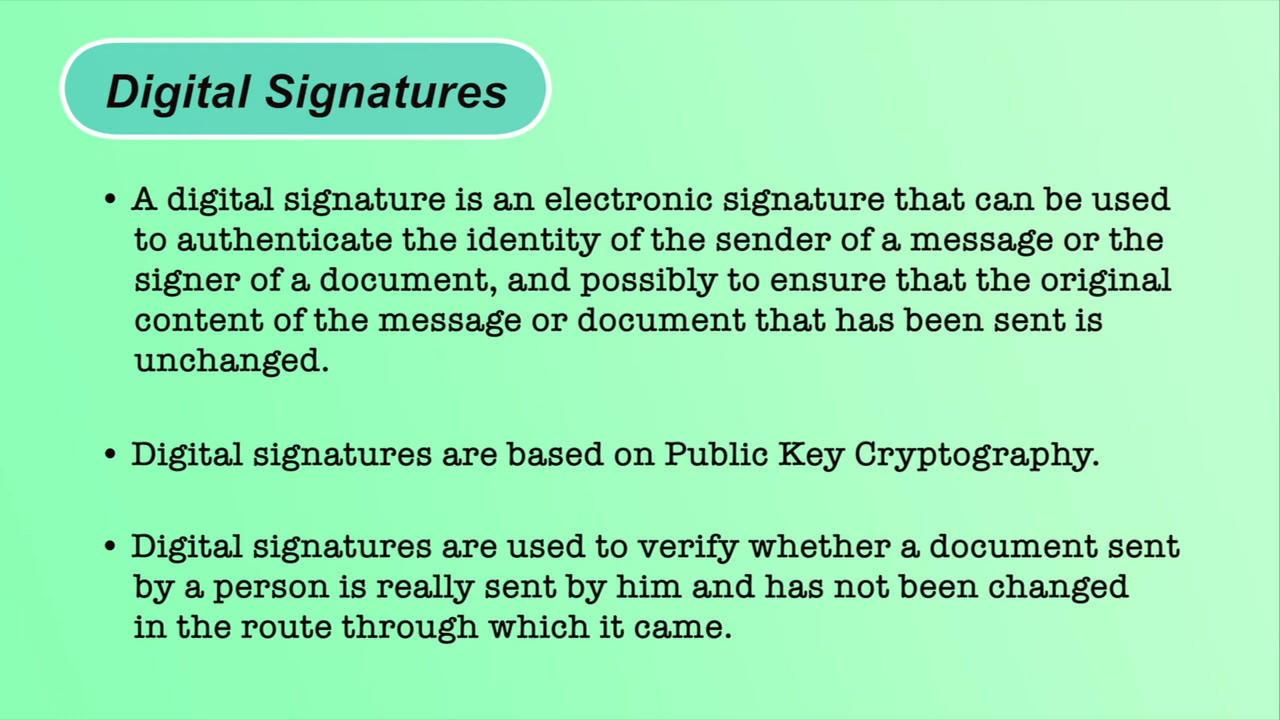 Digital Signatures
• A digital signature is an electronic signature that can be used
to authenticate the identity of the sender of a message or the
signer of a document, and possibly to ensure that the original
content of the message or document that has been sent is
unchanged.
• Digital signatures are based on Public Key Cryptography.
• Digital signatures are used to verify whether a document sent
by a person is really sent by him and has not been changed
in the route through which it came.